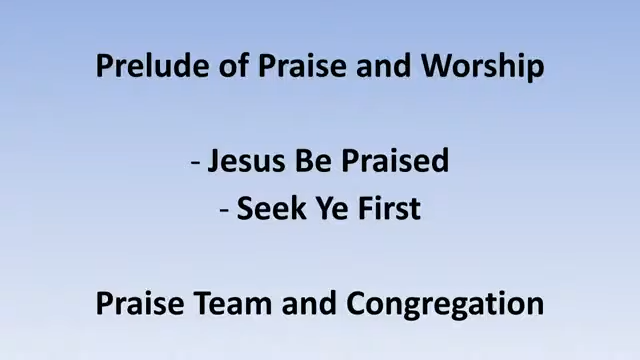 Prelude of Praise and Worship
- Jesus Be Praised
- Seek Ye First
Praise Team and Congregation